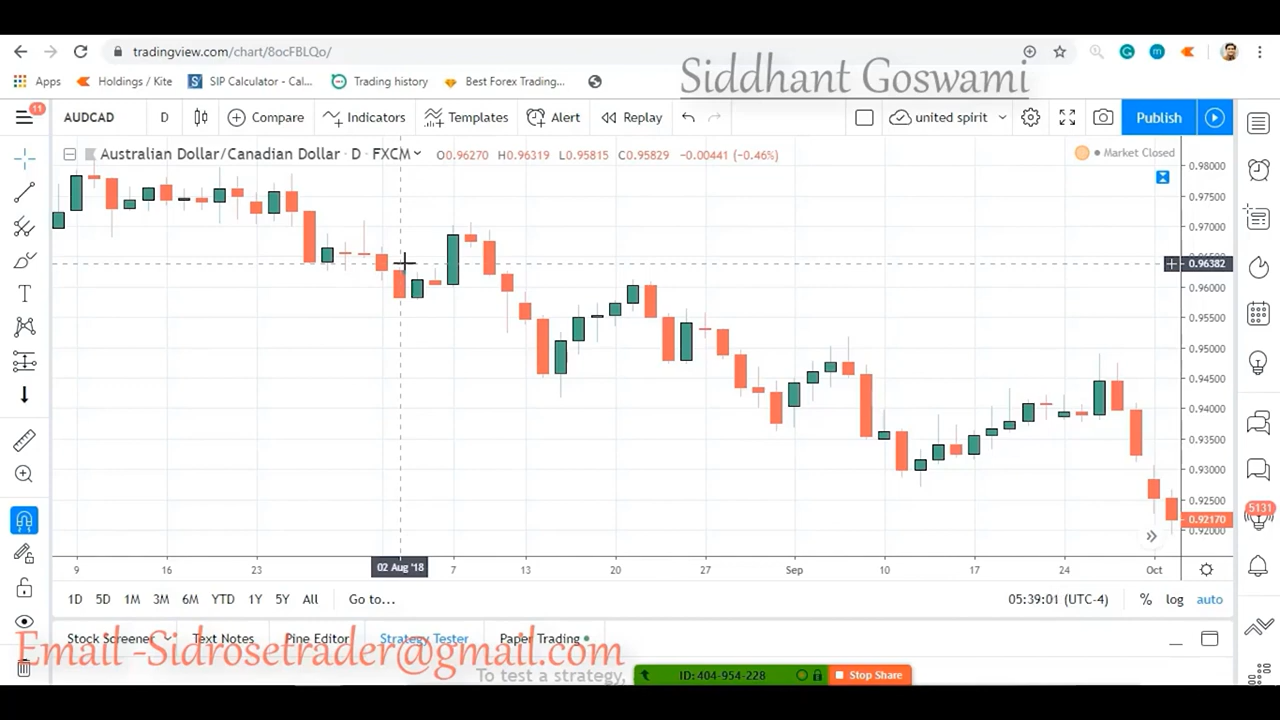 tradingview.com/chart/8ocFBLQo/
Apps Holdings / Kite SIP Calculator - Cal... Trading history Best Forex Trading...
Siddhant Goswami
11 AUDCAD D Compare Indicators Templates Alert Replay united spirit Publish
Australian Dollar/Canadian Dollar · D · FXCM O0.96270 H0.96319 L0.95815 C0.95829 −0.00441 (−0.46%)
Market Closed
0.98000
0.97500
0.97000
0.96382
0.96000
0.95500
0.95000
0.94500
0.94000
0.93500
0.93000
0.92500
0.92170
0.92000
5131
9 16 23 02 Aug '18 7 13 20 27 Sep 10 17 24 Oct
1D 5D 1M 3M 6M YTD 1Y 5Y All Go to... 05:39:01 (UTC-4) % log auto
Stock Screener Text Notes Pine Editor Strategy Tester Paper Trading
Email -Sidrosetrader@gmail.com
To test a strategy,
ID: 404-954-228 Stop Share